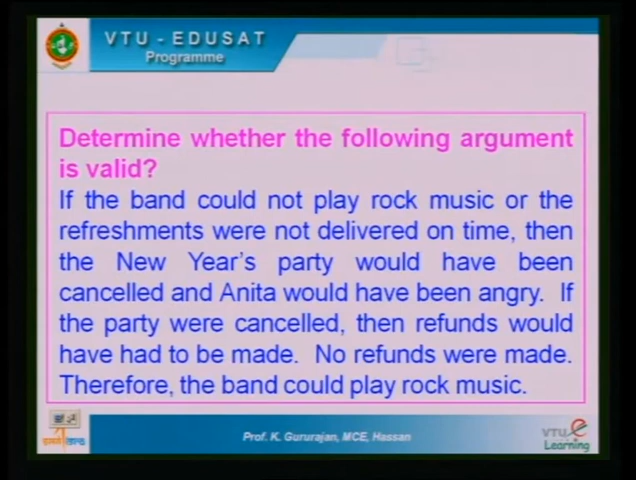 VTU - EDUSAT
Programme
Determine whether the following argument
is valid?
If the band could not play rock music or the
refreshments were not delivered on time, then
the New Year's party would have been
cancelled and Anita would have been angry. If
the party were cancelled, then refunds would
have had to be made. No refunds were made.
Therefore, the band could play rock music.
Prof. K. Gururajan, MCE, Hassan
VTU e
Learning